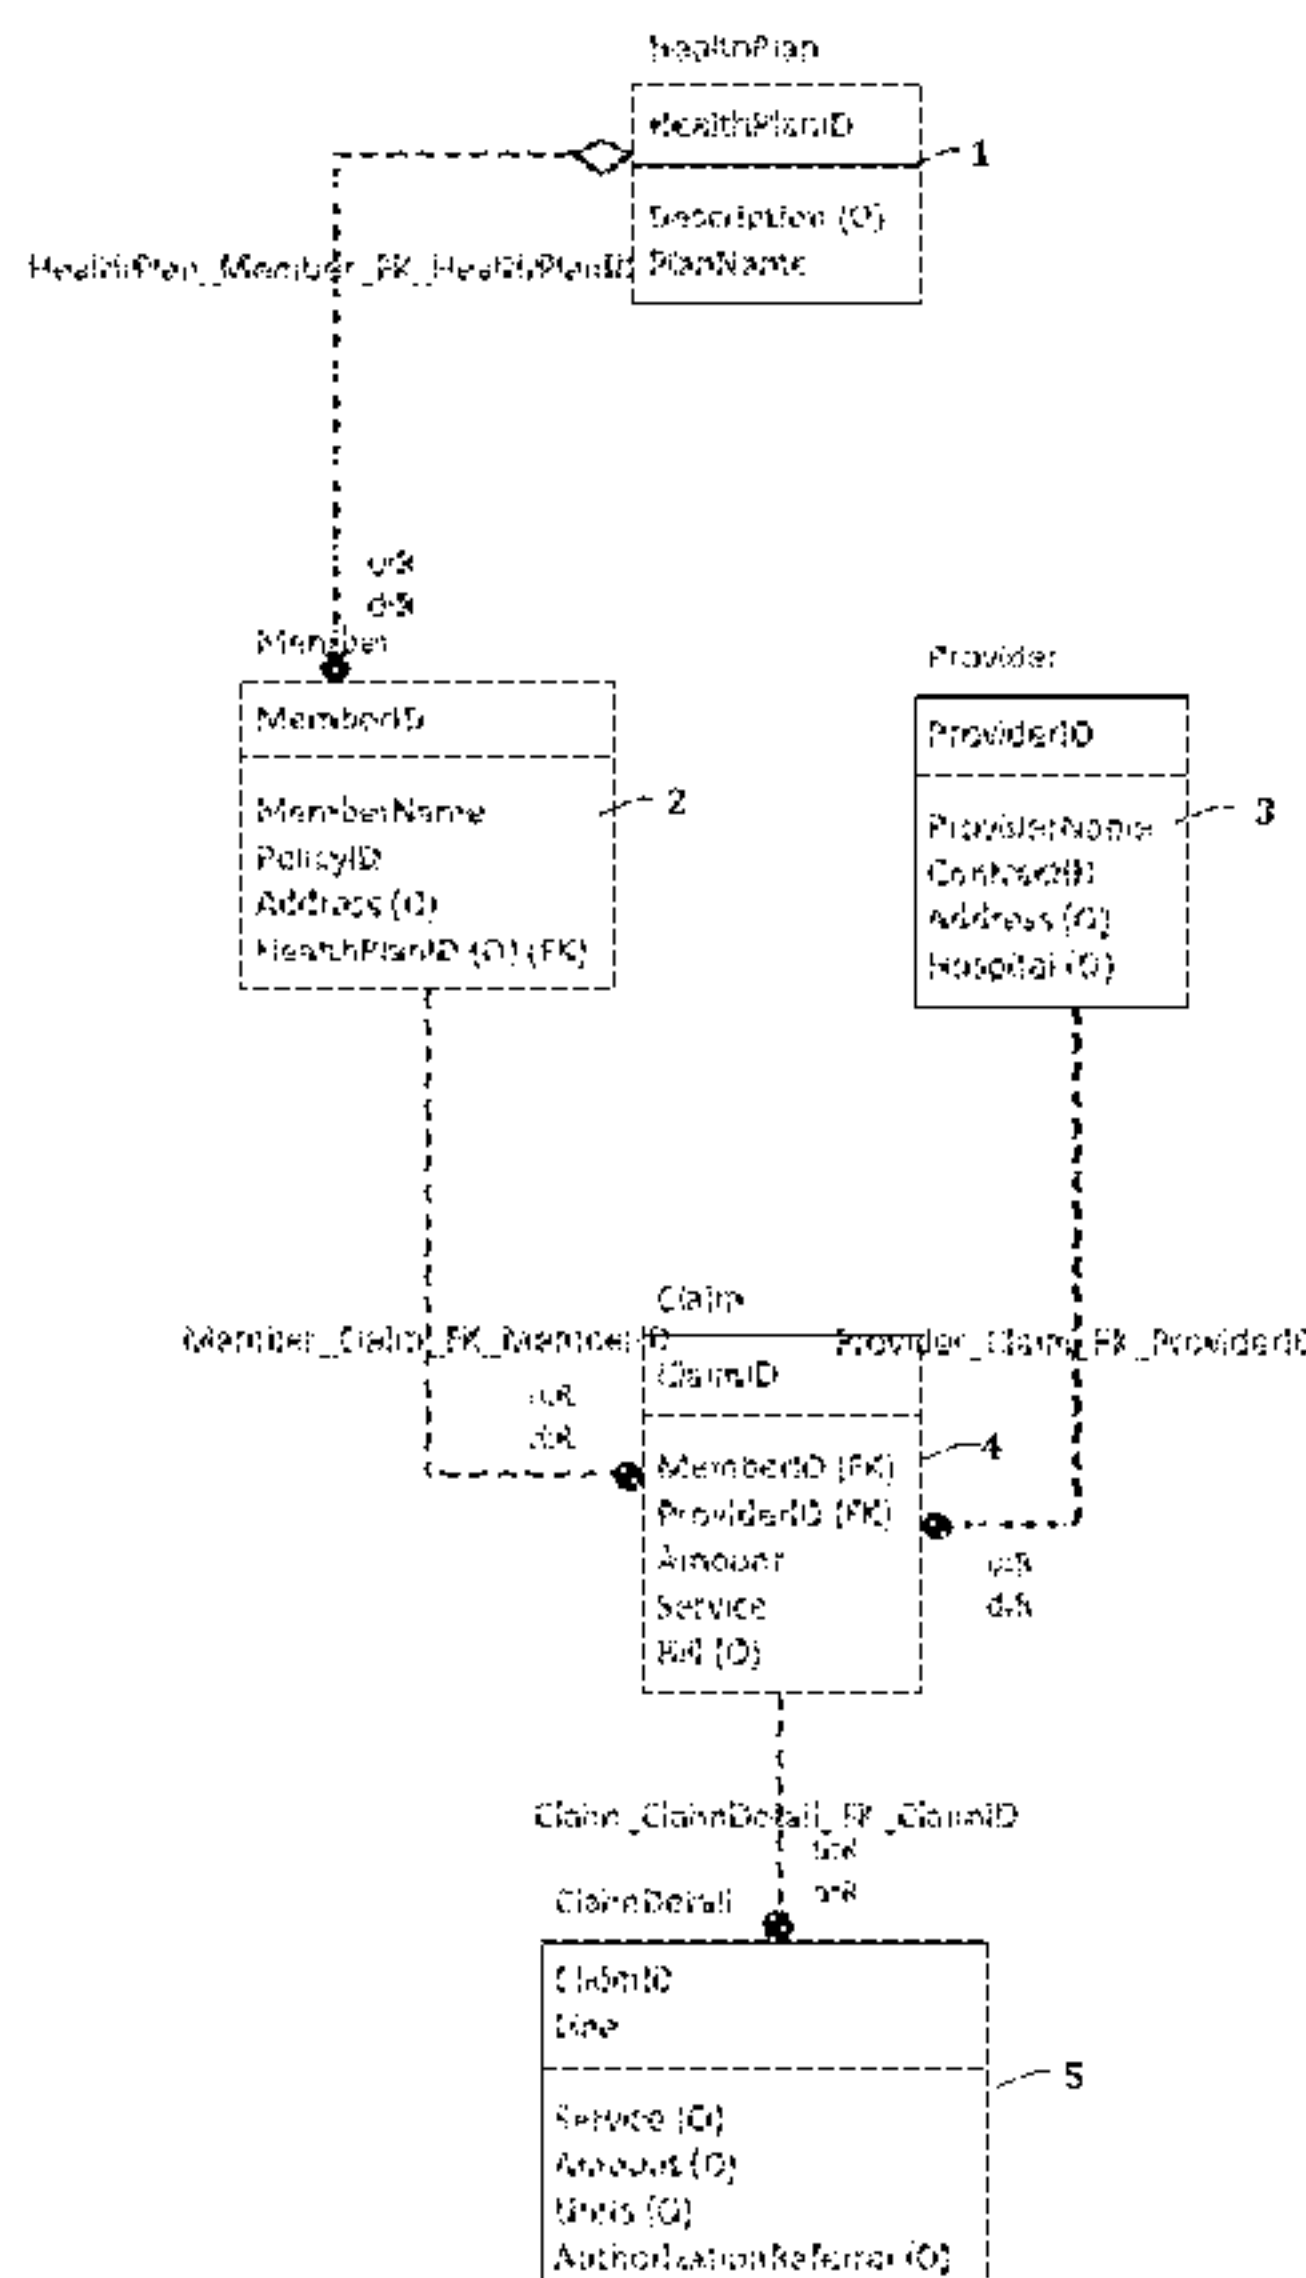 HealthPlan
HealthPlanID
1
Description (O)
PlanName
HealthPlan_Member_FK_HealthPlanID
u:R
d:R
Member
MemberID
2
MemberName
PolicyID
Address (O)
HealthPlanID (O) (FK)
Provider
ProviderID
3
ProviderName
Address (O)
Hospital (O)
Claim
Member_Claim_FK_MemberID
Provider_Claim_FK_ProviderID
ClaimID
u:R
d:R
4
MemberID (FK)
ProviderID (FK)
Amount
Service
Bill (O)
u:R
d:R
Claim_ClaimDetail_FK_ClaimID
u:R
d:R
ClaimDetail
ClaimID
Line
5
Service (O)
Amount (O)
Units (O)
AuthorizationReferral (O)